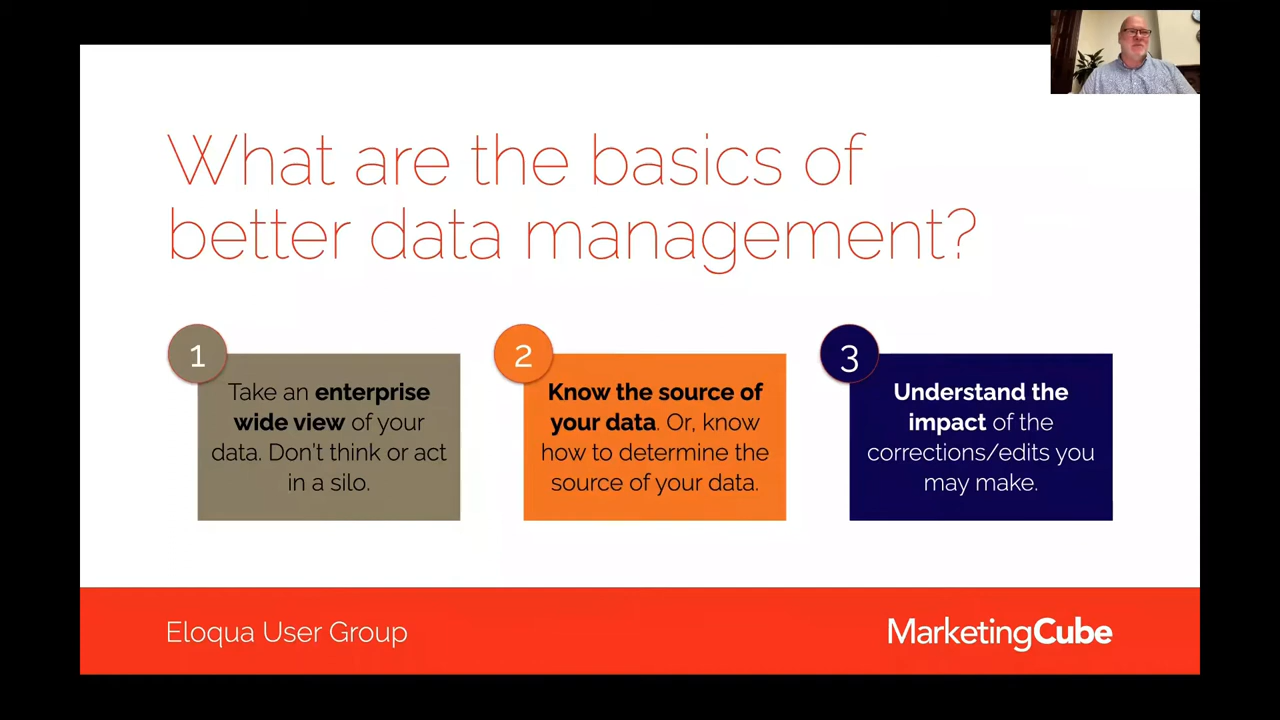 What are the basics of
better data management?
1
Take an enterprise
wide view of your
data. Don't think or act
in a silo.
2
Know the source of
your data. Or, know
how to determine the
source of your data.
3
Understand the
impact of the
corrections/edits you
may make.
Eloqua User Group
MarketingCube